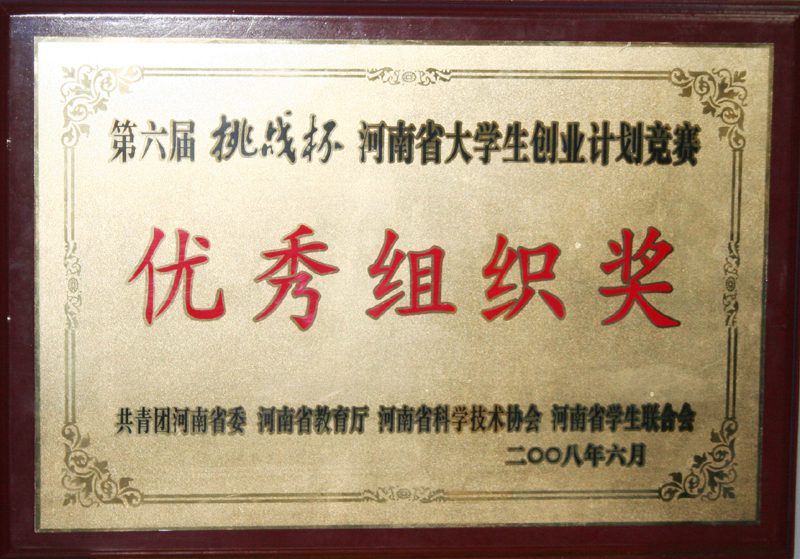 第六届 挑战杯 河南省大学生创业计划竞赛
优秀组织奖
共青团河南省委 河南省教育厅 河南省科学技术协会 河南省学生联合会
二〇〇八年六月